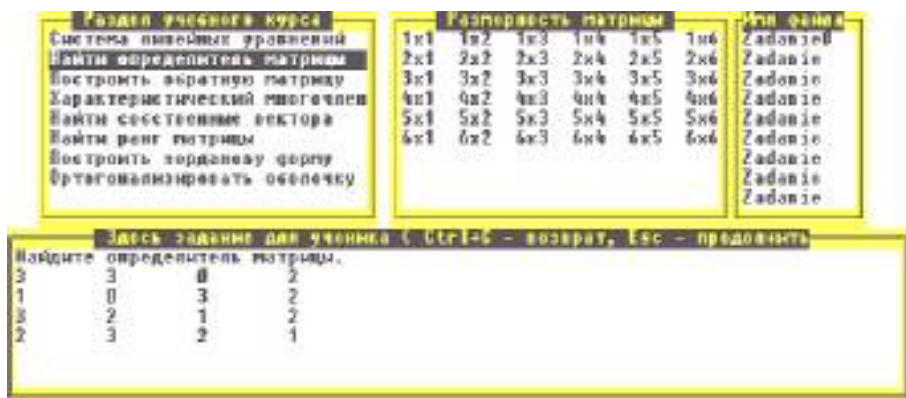 Раздел учебного курса
Система линейных уравнений
Найти определитель матрицы
Построить обратную матрицу
Характеристический многочлен
Найти собственные вектора
Найти ранг матрицы
Построить жорданову форму
Ортогонализировать оболочку
Размерность матрицы
1x1 1x2 1x3 1x4 1x5 1x6
2x1 2x2 2x3 2x4 2x5 2x6
3x1 3x2 3x3 3x4 3x5 3x6
4x1 4x2 4x3 4x4 4x5 4x6
5x1 5x2 5x3 5x4 5x5 5x6
6x1 6x2 6x3 6x4 6x5 6x6
Имя файла
Zadanie0
Zadanie
Zadanie
Zadanie
Zadanie
Zadanie
Zadanie
Zadanie
Zadanie
Здесь задание для ученика ( Ctrl+G - возврат, Esc - продолжить
Найдите определитель матрицы.
3 3 0 2
1 0 3 2
3 2 1 2
2 3 2 1